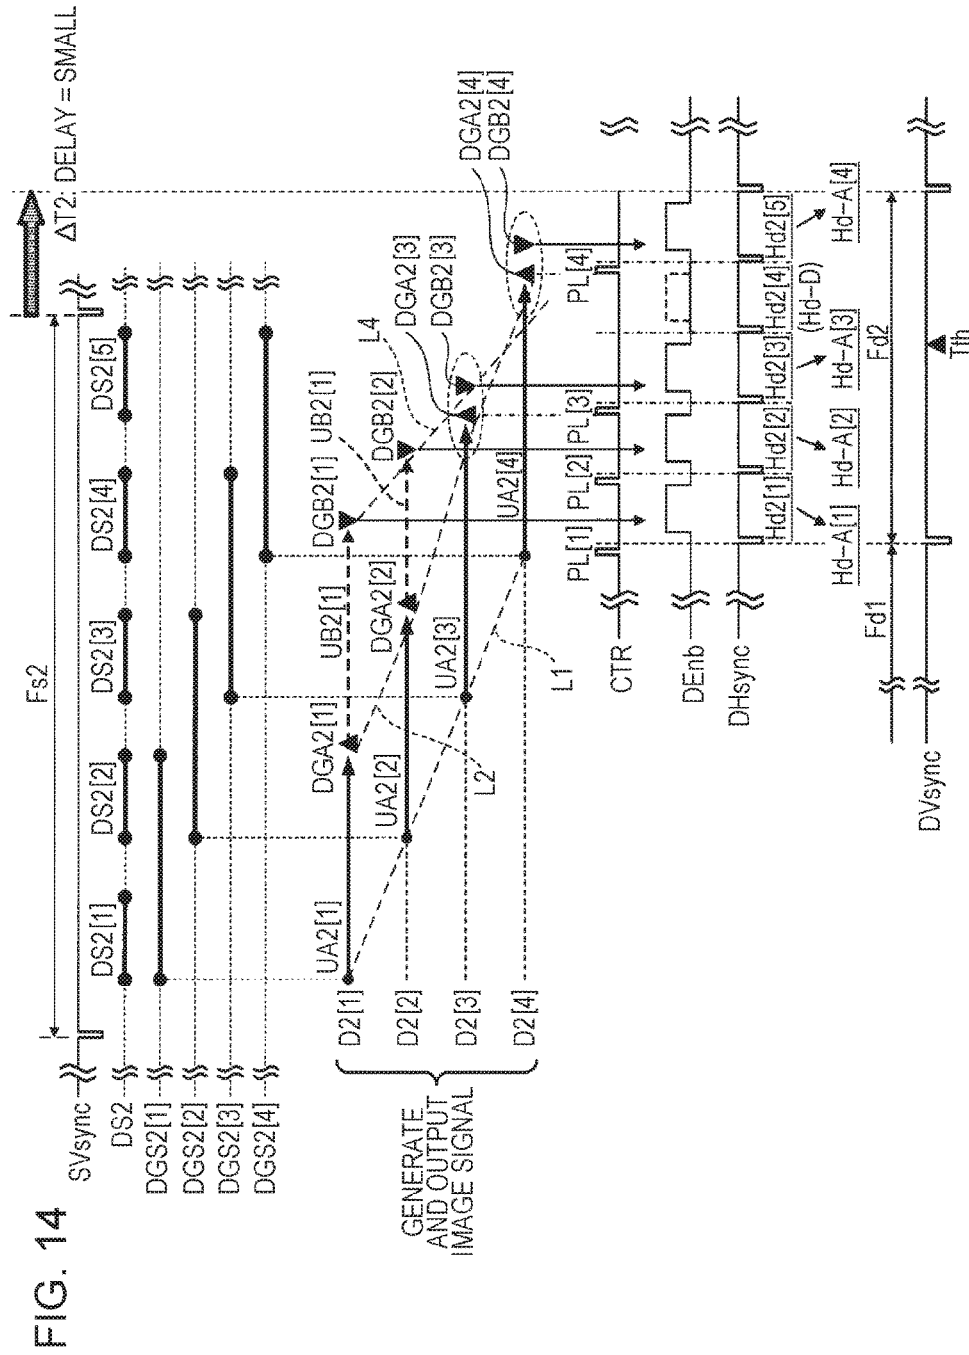 FIG. 14
SVsync
Fs2
ΔT2: DELAY = SMALL
DS2
DS2[1]
DS2[2]
DS2[3]
DS2[4]
DS2[5]
DGS2[1]
DGS2[2]
DGS2[3]
DGS2[4]
GENERATE
AND OUTPUT
IMAGE SIGNAL
D2[1]
UA2[1]
DGA2[1]
UB2[1]
DGB2[1]
UB2[1]
L4
D2[2]
UA2[2]
DGA2[2]
DGB2[2]
DGA2[3]
DGB2[3]
DGA2[4]
DGB2[4]
D2[3]
L2
UA2[3]
D2[4]
UA2[4]
L1
PL[1]
PL[2]
PL[3]
PL[4]
CTR
DEnb
DHsync
Hd2[1]
Hd2[2]
Hd2[3]
Hd2[4]
Hd2[5]
(Hd-D)
Hd-A[1]
Hd-A[2]
Hd-A[3]
Hd-A[4]
Fd1
Fd2
DVsync
Tth